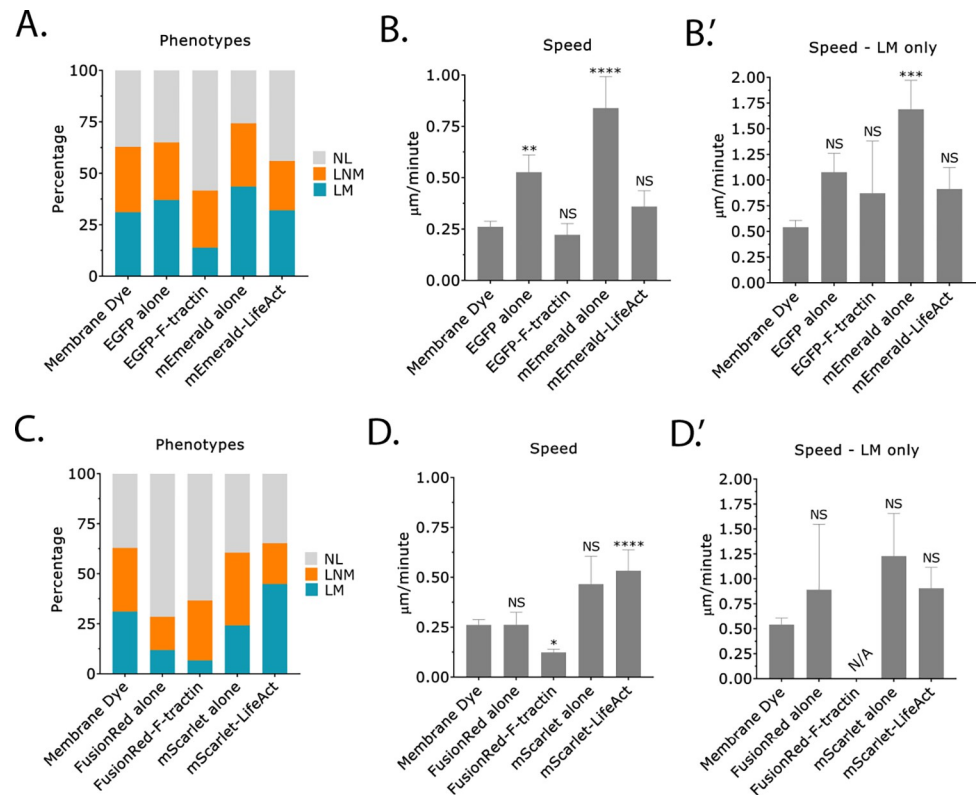 A.
Phenotypes
Percentage
100
75
50
25
0
NL
LNM
LM
Membrane Dye
EGFP alone
EGFP-F-tractin
mEmerald alone
mEmerald-LifeAct
B.
Speed
μm/minute
1.00
0.75
0.50
0.25
0.00
**
NS
****
NS
Membrane Dye
EGFP alone
EGFP-F-tractin
mEmerald alone
mEmerald-LifeAct
B.'
Speed - LM only
μm/minute
2.00
1.75
1.50
1.25
1.00
0.75
0.50
0.25
0.00
NS
NS
***
NS
Membrane Dye
EGFP alone
EGFP-F-tractin
mEmerald alone
mEmerald-LifeAct
C.
Phenotypes
Percentage
100
75
50
25
0
NL
LNM
LM
Membrane Dye
FusionRed alone
FusionRed-F-tractin
mScarlet alone
mScarlet-LifeAct
D.
Speed
μm/minute
1.00
0.75
0.50
0.25
0.00
NS
*
NS
****
Membrane Dye
FusionRed alone
FusionRed-F-tractin
mScarlet alone
mScarlet-LifeAct
D.'
Speed - LM only
μm/minute
2.00
1.75
1.50
1.25
1.00
0.75
0.50
0.25
0.00
NS
N/A
NS
NS
Membrane Dye
FusionRed alone
FusionRed-F-tractin
mScarlet alone
mScarlet-LifeAct